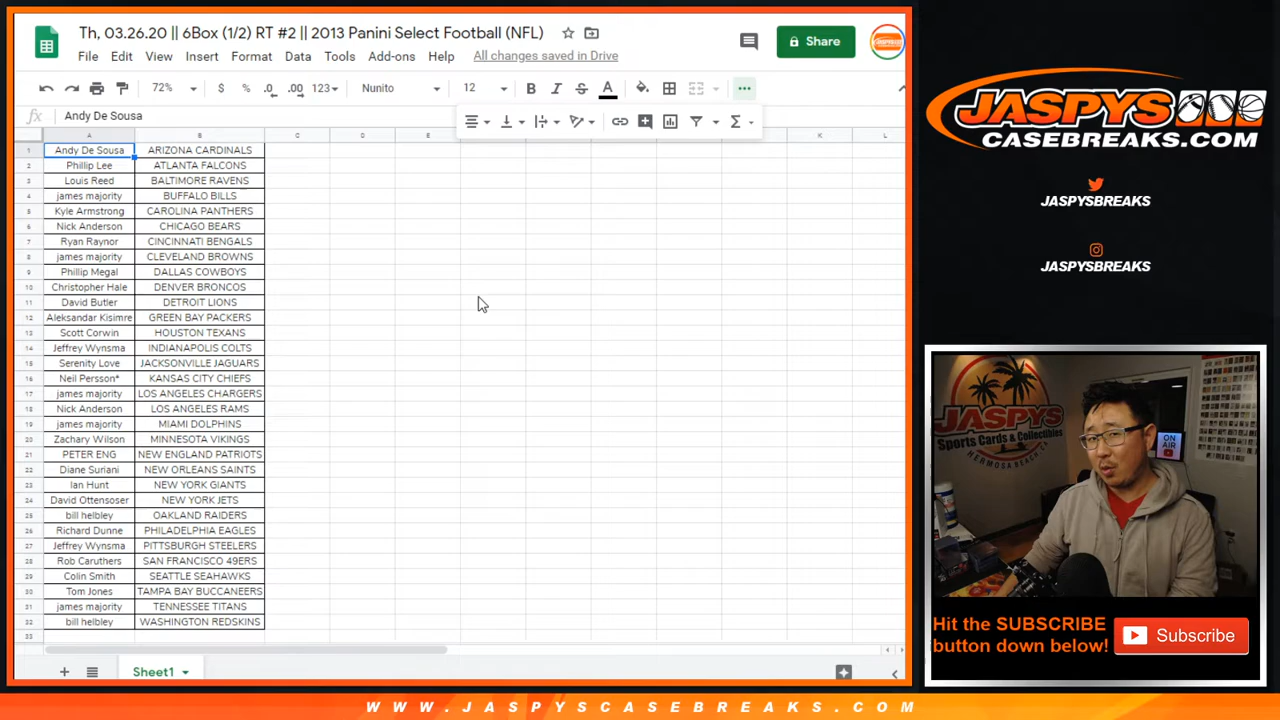 Th, 03.26.20 || 6Box (1/2) RT #2 || 2013 Panini Select Football (NFL)
File Edit View Insert Format Data Tools Add-ons Help All changes saved in Drive
Share
72% $ % .0 .00 123 Nunito 12 B I S A
fx Andy De Sousa
A B C D E K L
1 Andy De Sousa ARIZONA CARDINALS
2 Phillip Lee ATLANTA FALCONS
3 Louis Reed BALTIMORE RAVENS
4 james majority BUFFALO BILLS
5 Kyle Armstrong CAROLINA PANTHERS
6 Nick Anderson CHICAGO BEARS
7 Ryan Raynor CINCINNATI BENGALS
8 james majority CLEVELAND BROWNS
9 Phillip Megal DALLAS COWBOYS
10 Christopher Hale DENVER BRONCOS
11 David Butler DETROIT LIONS
12 Aleksandar Kisimre GREEN BAY PACKERS
13 Scott Corwin HOUSTON TEXANS
14 Jeffrey Wynsma INDIANAPOLIS COLTS
15 Serenity Love JACKSONVILLE JAGUARS
16 Neil Persson* KANSAS CITY CHIEFS
17 james majority LOS ANGELES CHARGERS
18 Nick Anderson LOS ANGELES RAMS
19 james majority MIAMI DOLPHINS
20 Zachary Wilson MINNESOTA VIKINGS
21 PETER ENG NEW ENGLAND PATRIOTS
22 Diane Suriani NEW ORLEANS SAINTS
23 Ian Hunt NEW YORK GIANTS
24 David Ottensoser NEW YORK JETS
25 bill helbley OAKLAND RAIDERS
26 Richard Dunne PHILADELPHIA EAGLES
27 Jeffrey Wynsma PITTSBURGH STEELERS
28 Rob Caruthers SAN FRANCISCO 49ERS
29 Colin Smith SEATTLE SEAHAWKS
30 Tom Jones TAMPA BAY BUCCANEERS
31 james majority TENNESSEE TITANS
32 bill helbley WASHINGTON REDSKINS
33
Sheet1
JASPYS
CASEBREAKS.COM
JASPYSBREAKS
JASPYSBREAKS
JASPYS
Sports Cards & Collectibles
HERMOSA BEACH, CA
ON AIR
Hit the SUBSCRIBE
button down below!
Subscribe
WWW.JASPYSCASEBREAKS.COM